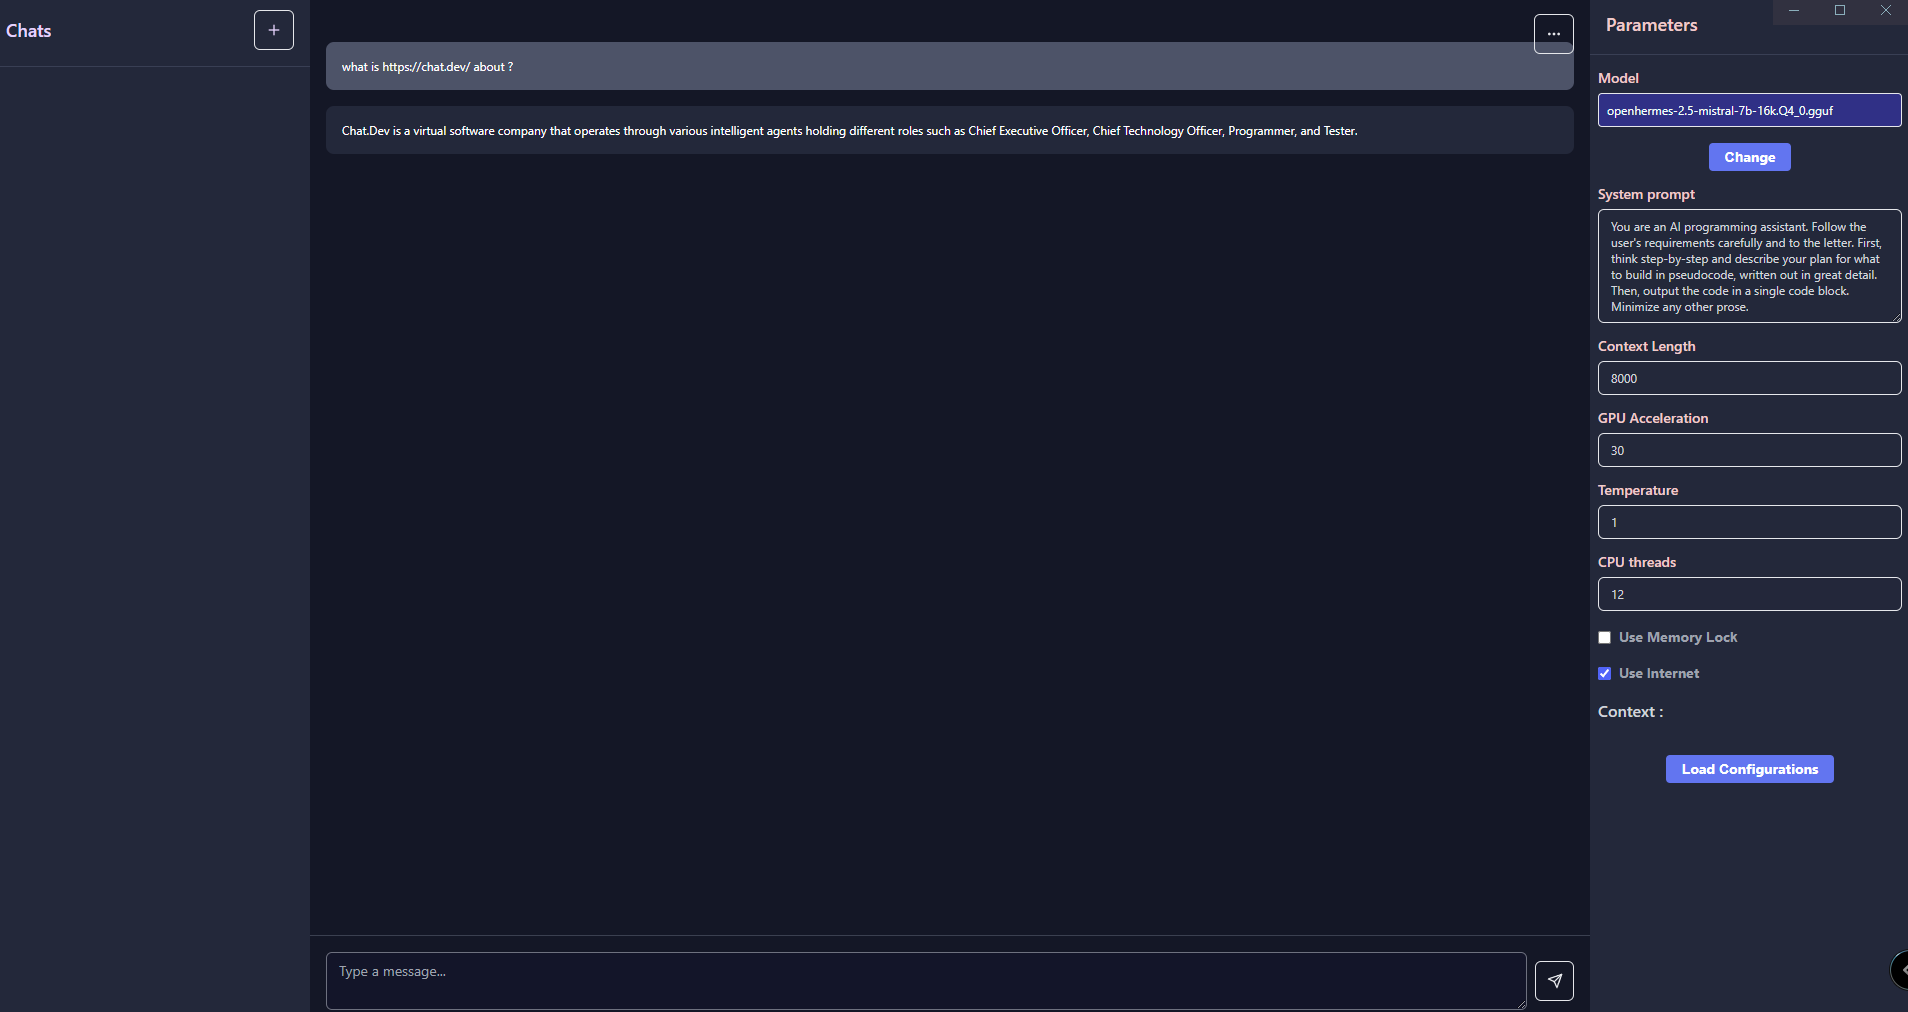 Chats
+
...
what is https://chat.dev/ about ?
Chat.Dev is a virtual software company that operates through various intelligent agents holding different roles such as Chief Executive Officer, Chief Technology Officer, Programmer, and Tester.
Type a message...
Parameters
Model
openhermes-2.5-mistral-7b-16k.Q4_0.gguf
Change
System prompt
You are an AI programming assistant. Follow the
user's requirements carefully and to the letter. First,
think step-by-step and describe your plan for what
to build in pseudocode, written out in great detail.
Then, output the code in a single code block.
Minimize any other prose.
Context Length
8000
GPU Acceleration
30
Temperature
1
CPU threads
12
Use Memory Lock
Use Internet
Context :
Load Configurations